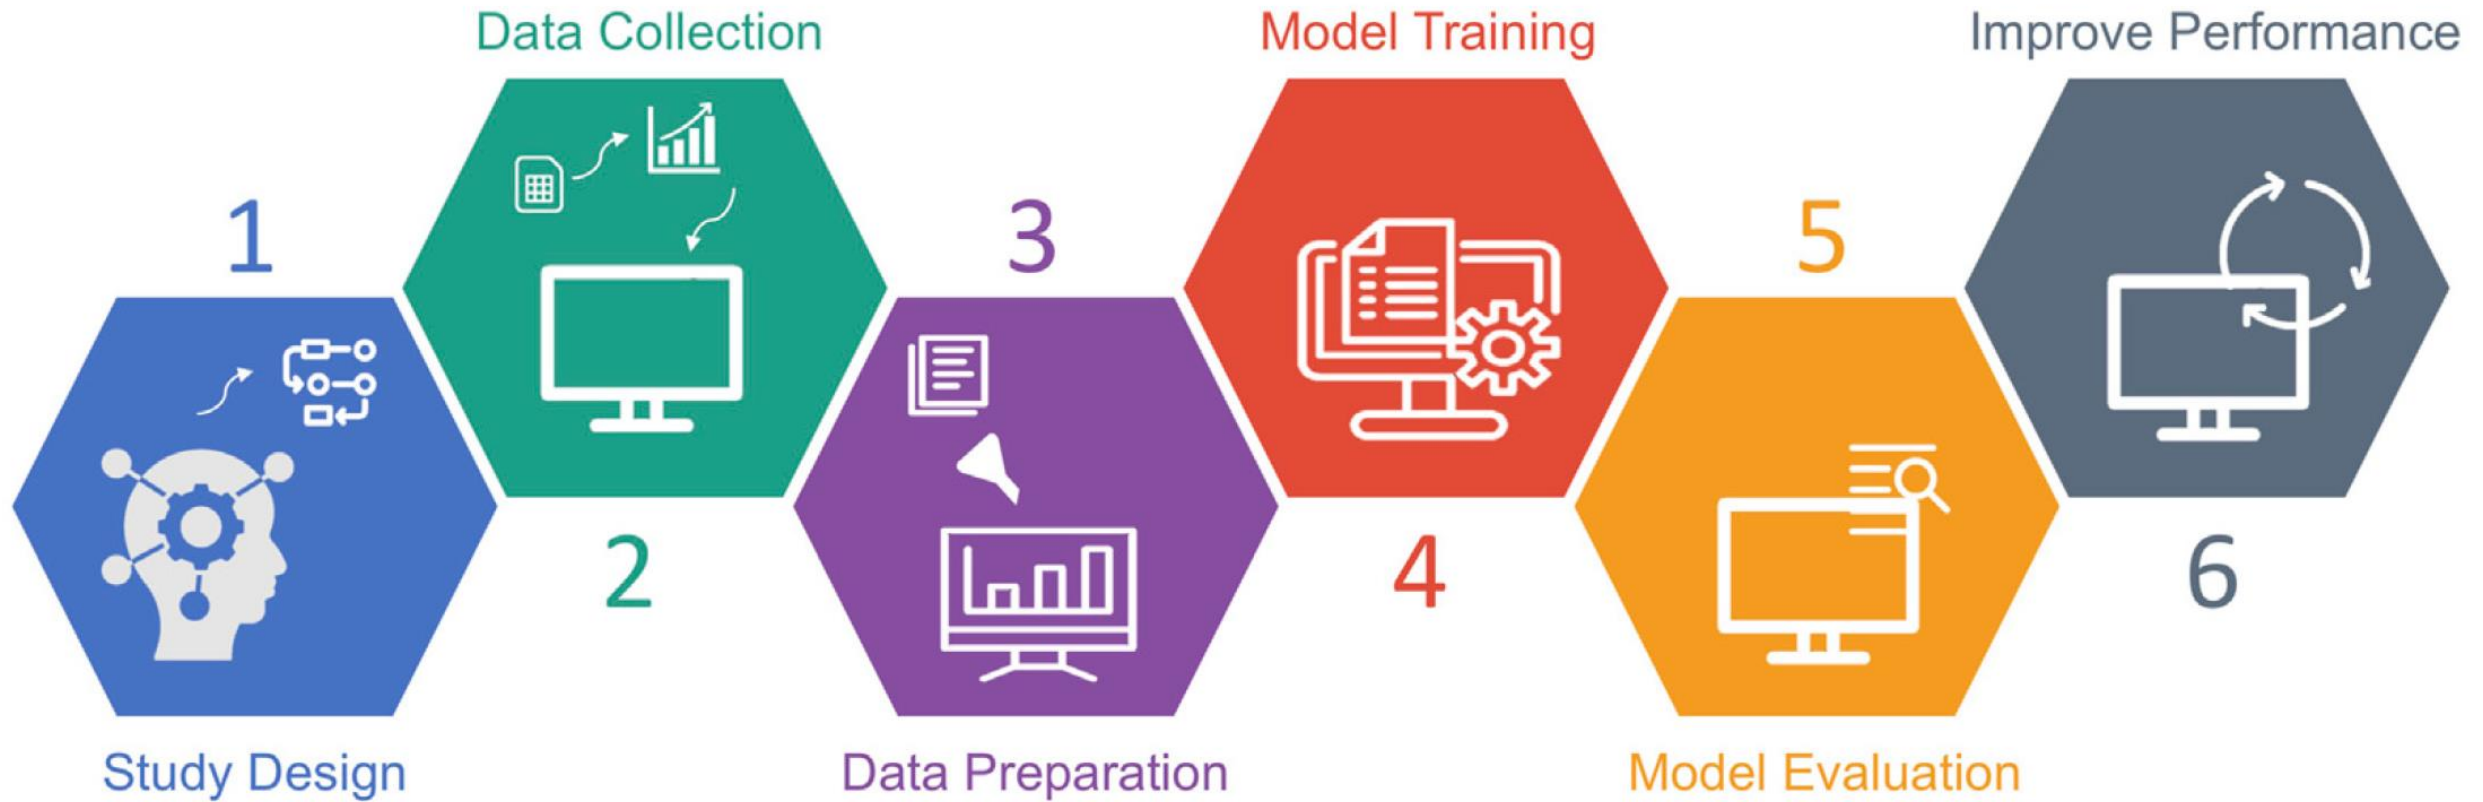 Data Collection
Model Training
Improve Performance
1
3
5
2
4
6
Study Design
Data Preparation
Model Evaluation